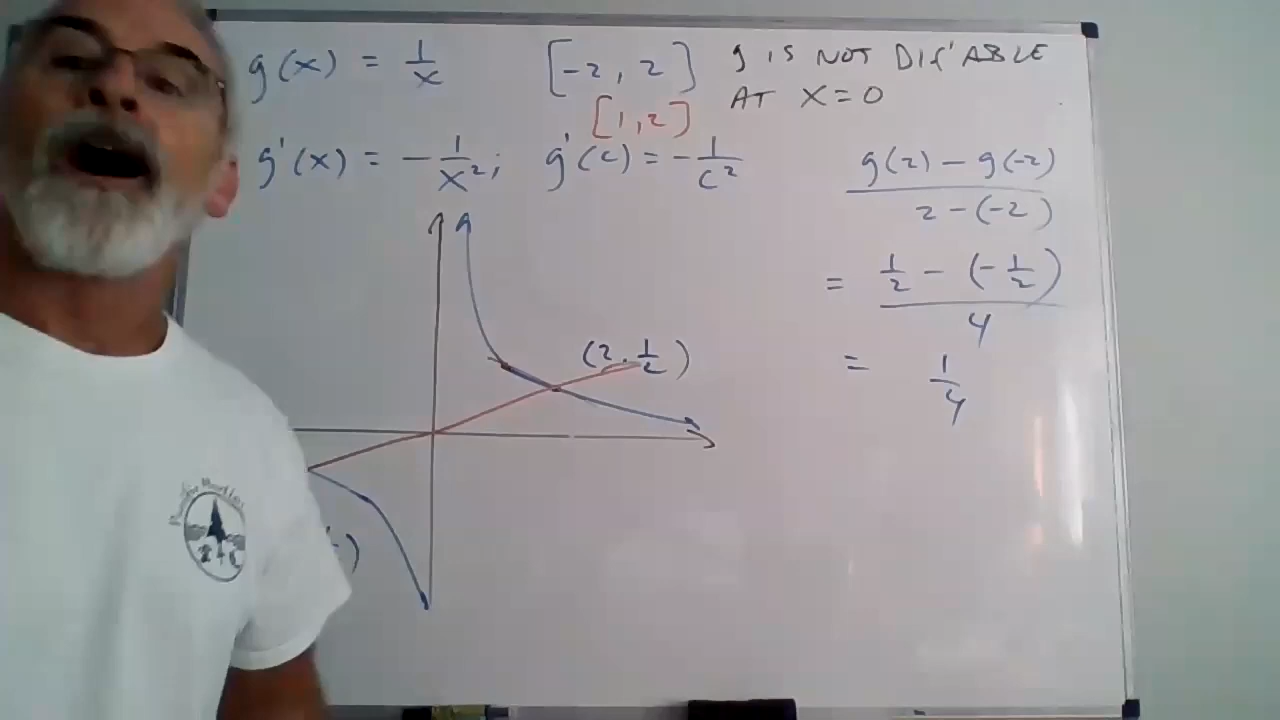 g(x) = 1/x [-2, 2] g IS NOT DIF'ABLE
AT X=0
[1,2]
g'(x) = -1/x²; g'(c) = -1/c²
g(2) - g(-2)
2 - (-2)
= 1/2 - (-1/2)
4
(2, 1/2)
= 1/4